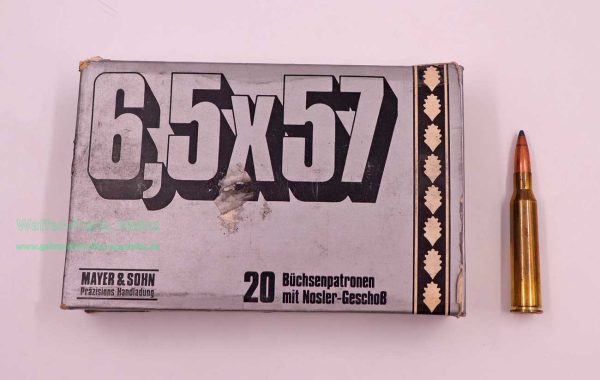 6,5x57
MAYER & SOHN
Präzisions Handladung
20 Büchsenpatronen
mit Nosler-Geschoß